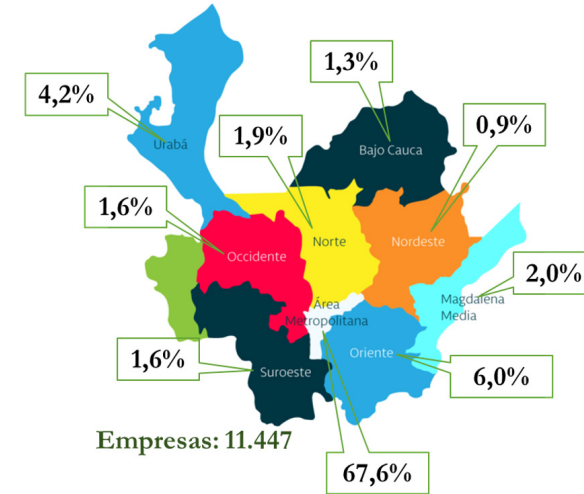 1,3%
4,2%
0,9%
1,9%
Urabá
Bajo Cauca
1,6%
Norte
Nordeste
Occidente
2,0%
Magdalena
Media
Área
Metropolitana
1,6%
Oriente
Suroeste
6,0%
Empresas: 11.447
67,6%